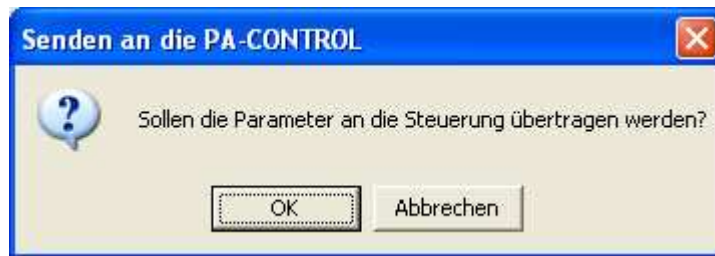 Senden an die PA-CONTROL
Sollen die Parameter an die Steuerung übertragen werden?
OK
Abbrechen